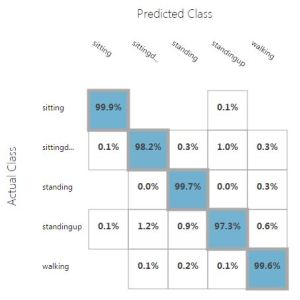 Predicted Class
sitting sittingd... standing standingup walking
Actual Class
sitting 99.9% 0.1%
sittingd... 0.1% 98.2% 0.3% 1.0% 0.3%
standing 0.0% 99.7% 0.0% 0.3%
standingup 0.1% 1.2% 0.9% 97.3% 0.6%
walking 0.1% 0.2% 0.1% 99.6%